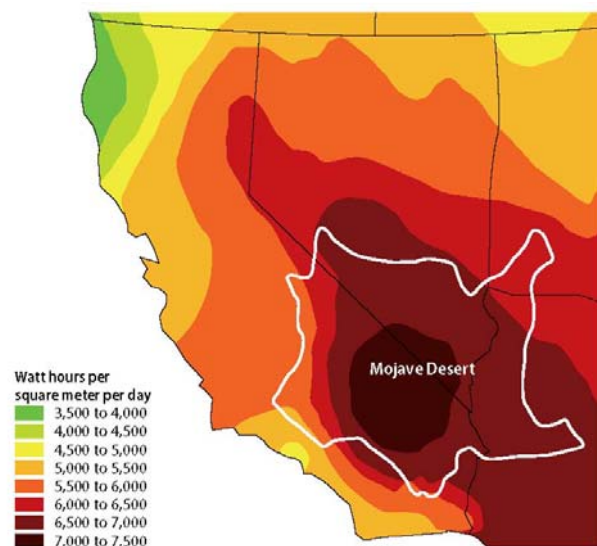 Mojave Desert
Watt hours per
square meter per day
3,500 to 4,000
4,000 to 4,500
4,500 to 5,000
5,000 to 5,500
5,500 to 6,000
6,000 to 6,500
6,500 to 7,000
7,000 to 7,500